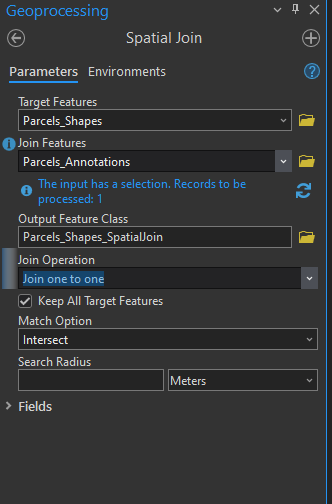 Geoprocessing
Spatial Join
Parameters Environments
Target Features
Parcels_Shapes
Join Features
Parcels_Annotations
The input has a selection. Records to be
processed: 1
Output Feature Class
Parcels_Shapes_SpatialJoin
Join Operation
Join one to one
Keep All Target Features
Match Option
Intersect
Search Radius
Meters
Fields